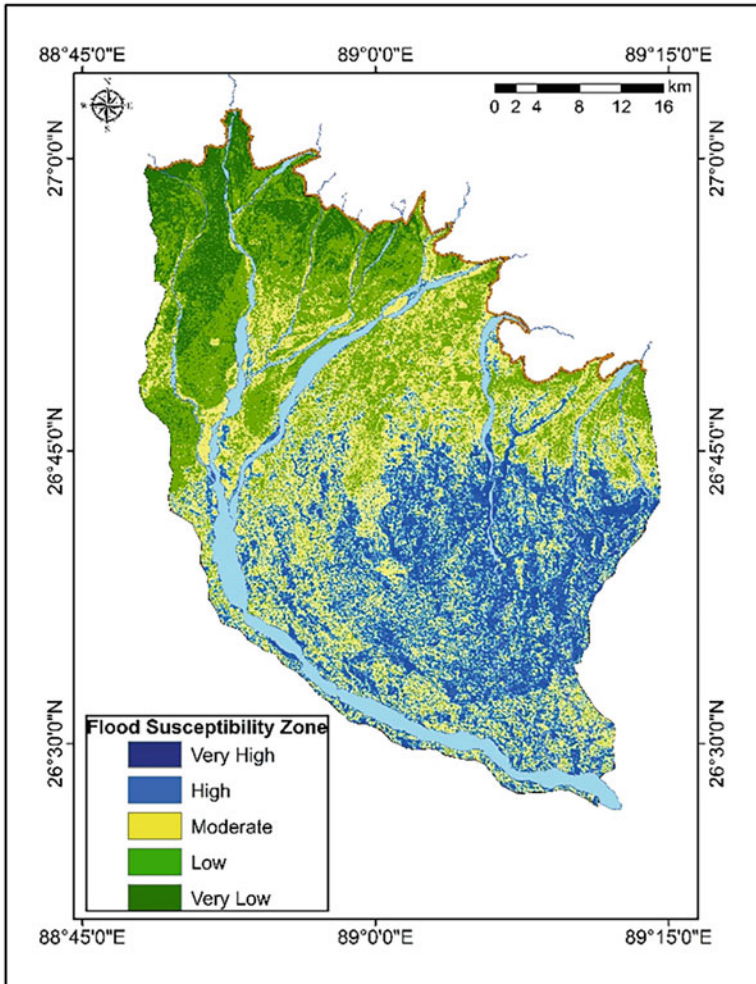 88°45'0"E 89°0'0"E 89°15'0"E
N
W E
S
km
0 2 4 8 12 16
27°0'0"N 27°0'0"N
26°45'0"N 26°45'0"N
26°30'0"N 26°30'0"N
Flood Susceptibility Zone
Very High
High
Moderate
Low
Very Low
88°45'0"E 89°0'0"E 89°15'0"E